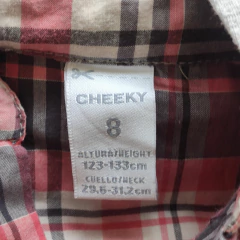 CHEEKY
8
ALTURA/HEIGHT
123-133cm
CUELLO/NECK
29,6-31,2cm